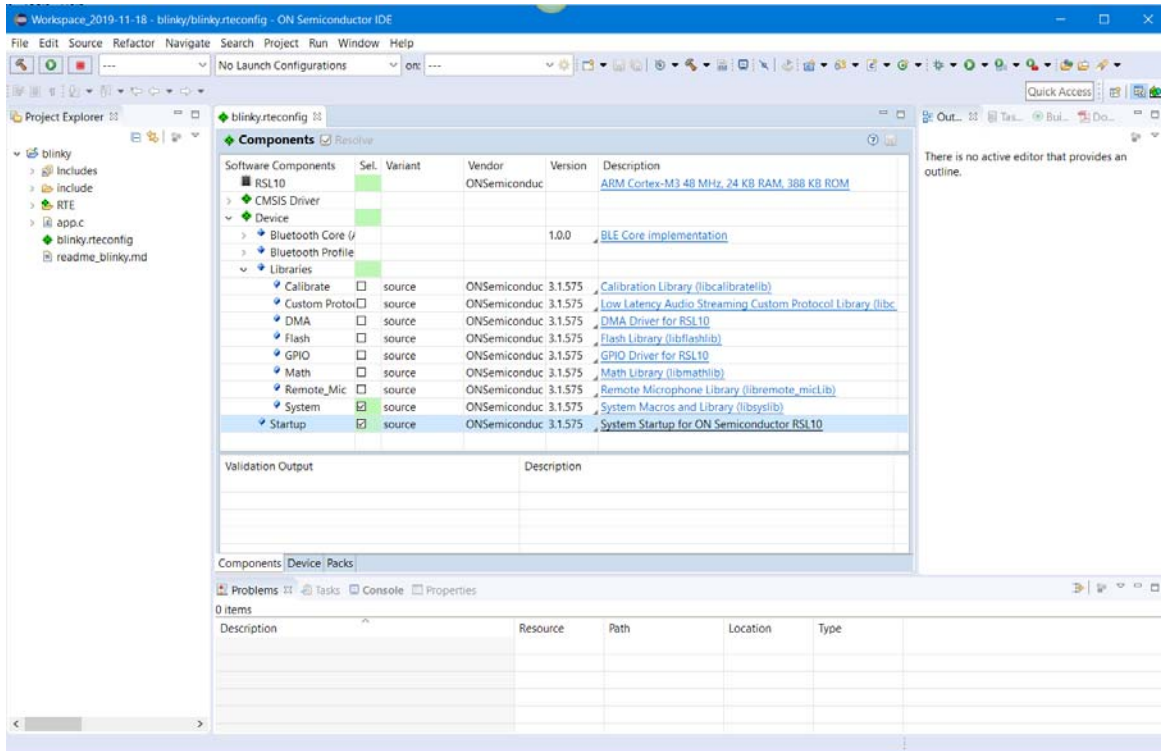 Workspace_2019-11-18 - blinky/blinky.rteconfig - ON Semiconductor IDE
File Edit Source Refactor Navigate Search Project Run Window Help
--- No Launch Configurations on: ---
Quick Access
Project Explorer
blinky
Includes
include
RTE
app.c
blinky.rteconfig
readme_blinky.md
blinky.rteconfig
Components Resolve
Software Components Sel. Variant Vendor Version Description
RSL10 ONSemiconduc ARM Cortex-M3 48 MHz, 24 KB RAM, 388 KB ROM
CMSIS Driver
Device
Bluetooth Core (A 1.0.0 BLE Core implementation
Bluetooth Profile
Libraries
Calibrate source ONSemiconduc 3.1.575 Calibration Library (libcalibratelib)
Custom Protoc source ONSemiconduc 3.1.575 Low Latency Audio Streaming Custom Protocol Library (libc
DMA source ONSemiconduc 3.1.575 DMA Driver for RSL10
Flash source ONSemiconduc 3.1.575 Flash Library (libflashlib)
GPIO source ONSemiconduc 3.1.575 GPIO Driver for RSL10
Math source ONSemiconduc 3.1.575 Math Library (libmathlib)
Remote_Mic source ONSemiconduc 3.1.575 Remote Microphone Library (libremote_micLib)
System source ONSemiconduc 3.1.575 System Macros and Library (libsyslib)
Startup source ONSemiconduc 3.1.575 System Startup for ON Semiconductor RSL10
Validation Output Description
Components Device Packs
Out... Tas... Bui... Do...
There is no active editor that provides an
outline.
Problems Tasks Console Properties
0 items
Description Resource Path Location Type